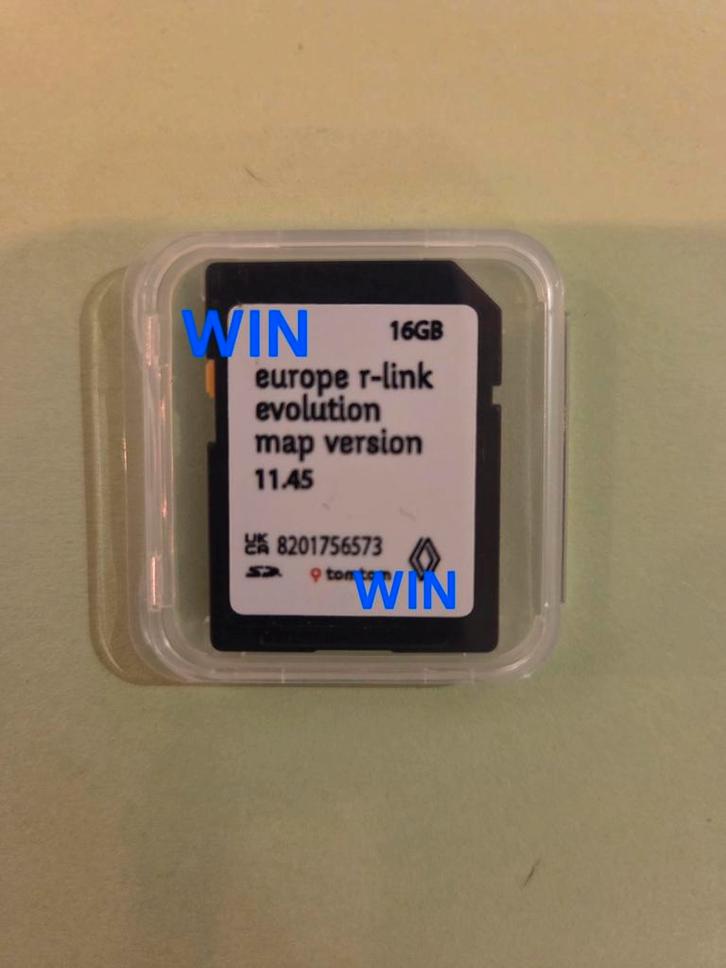 WIN
16GB
europe r-link
evolution
map version
11.45
UK
CA 8201756573
SD tomtom
WIN